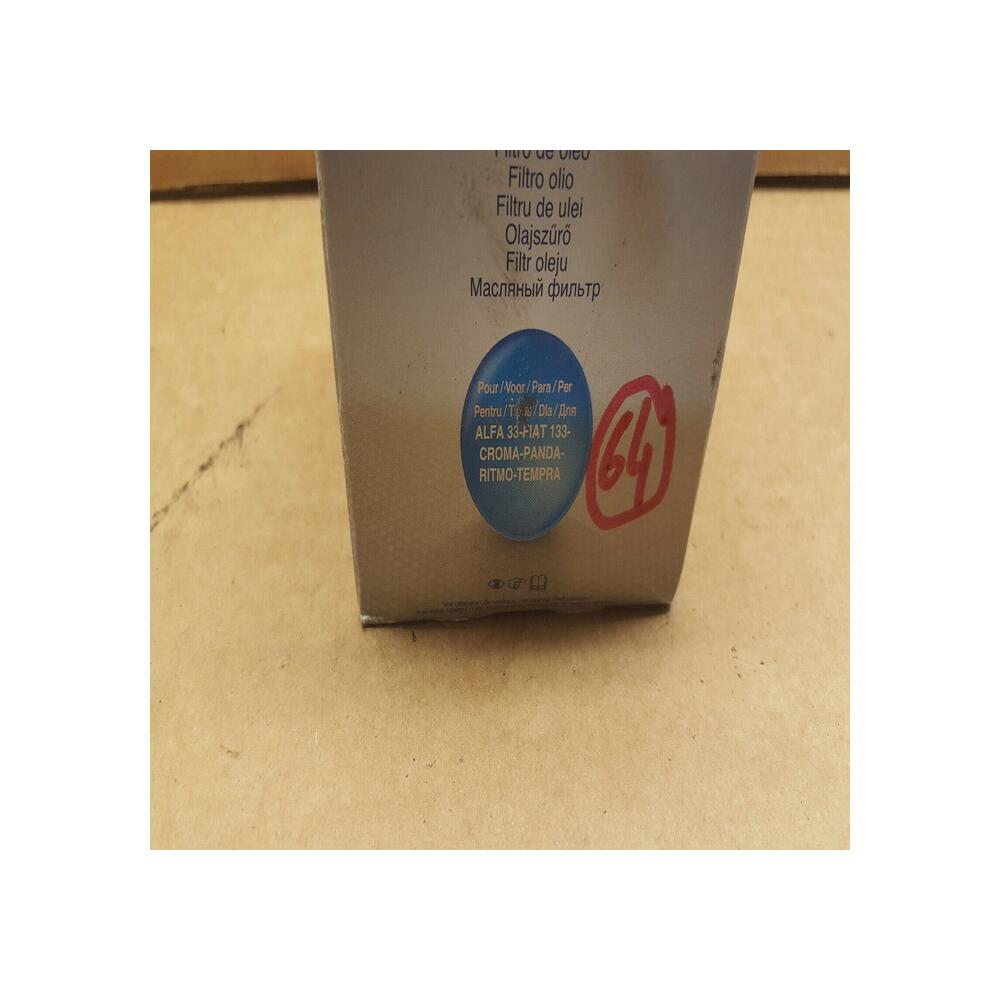 Filtro de óleo
Filtro olio
Filtru de ulei
Olajszűrő
Filtr oleju
Масляный фильтр
Pour / Voor / Para / Per
Pentru / Típus / Dla / Для
ALFA 33-FIAT 133-
CROMA-PANDA-
RITMO-TEMPRA
64